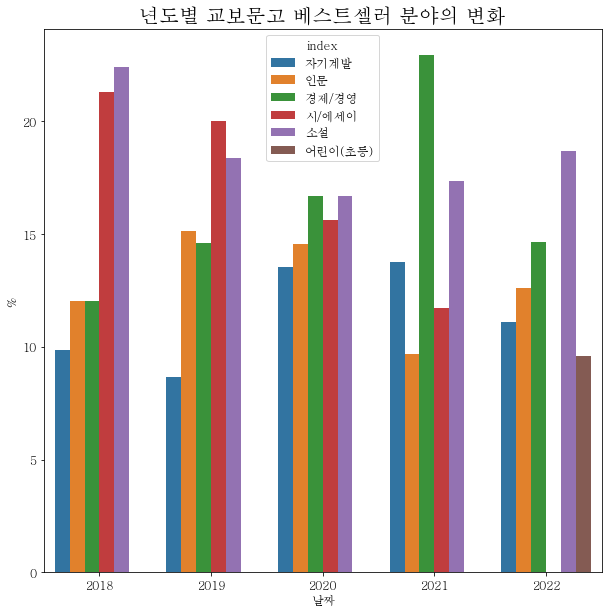 년도별 교보문고 베스트셀러 분야의 변화
index
자기계발
인문
경제/경영
시/에세이
소설
어린이(초등)
20
15
10
5
0
%
2018 2019 2020 2021 2022
날짜